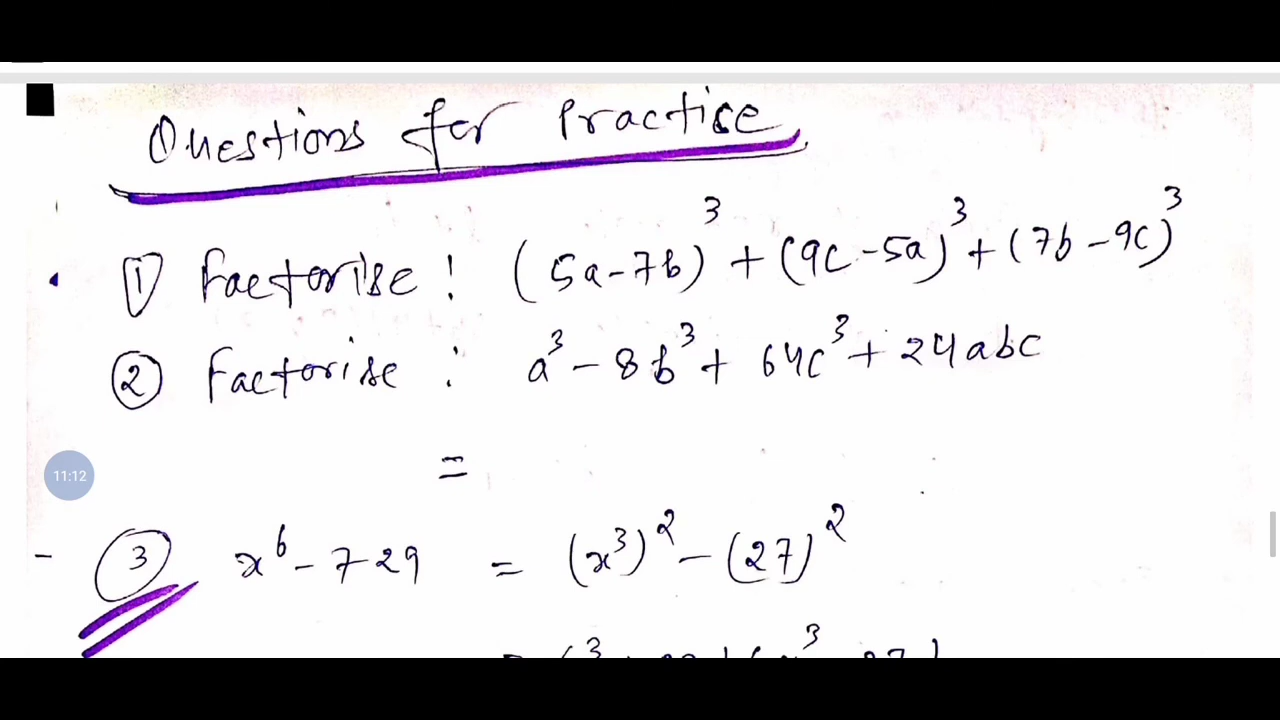 Questions for Practise
① Factorise : (5a-7b)³ + (9c-5a)³ + (7b-9c)³
② Factorise : a³ - 8b³ + 64c³ + 24abc
=
11:12
- ③ x⁶ - 729 = (x³)² - (27)²